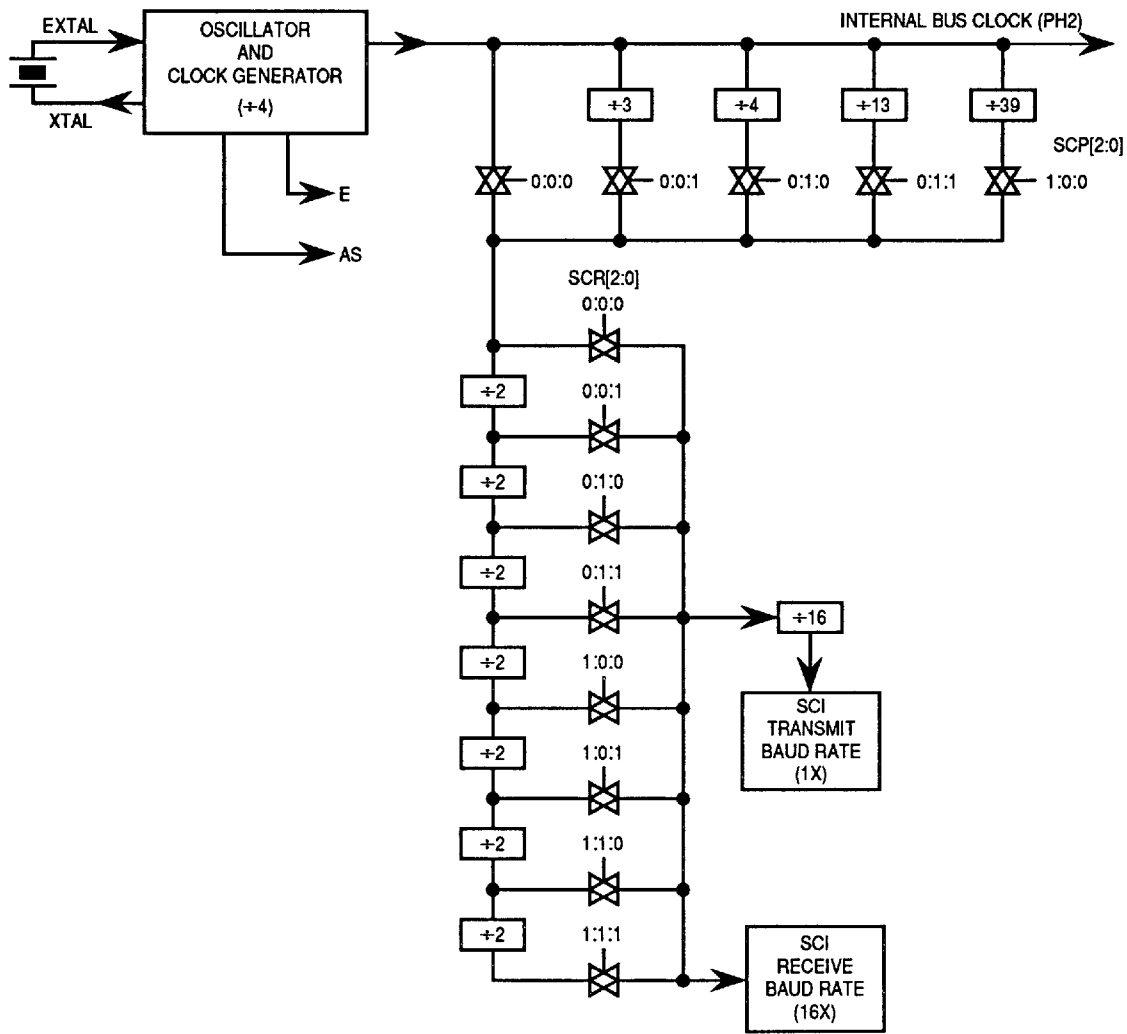 EXTAL
XTAL
OSCILLATOR
AND
CLOCK GENERATOR
(÷4)
E
AS
INTERNAL BUS CLOCK (PH2)
÷3
÷4
÷13
÷39
SCP[2:0]
0:0:0
0:0:1
0:1:0
0:1:1
1:0:0
SCR[2:0]
0:0:0
÷2
0:0:1
÷2
0:1:0
÷2
0:1:1
÷16
÷2
1:0:0
SCI
TRANSMIT
BAUD RATE
(1X)
÷2
1:0:1
÷2
1:1:0
÷2
1:1:1
SCI
RECEIVE
BAUD RATE
(16X)